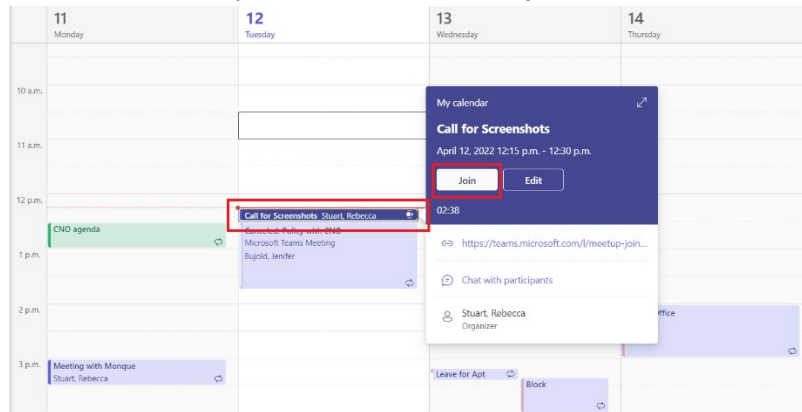 11
Monday
12
Tuesday
13
Wednesday
14
Thursday
10 a.m.
11 a.m.
12 p.m.
1 p.m.
2 p.m.
3 p.m.
CNO agenda
Meeting with Monque
Stuart, Rebecca
Call for Screenshots Stuart, Rebecca
Canceled: Policy with CNO
Microsoft Teams Meeting
Bujold, Jenifer
My calendar
Call for Screenshots
April 12, 2022 12:15 p.m. - 12:30 p.m.
Join Edit
02:38
https://teams.microsoft.com/l/meetup-join...
Chat with participants
Stuart, Rebecca
Organizer
Leave for Apt
Block
ffice